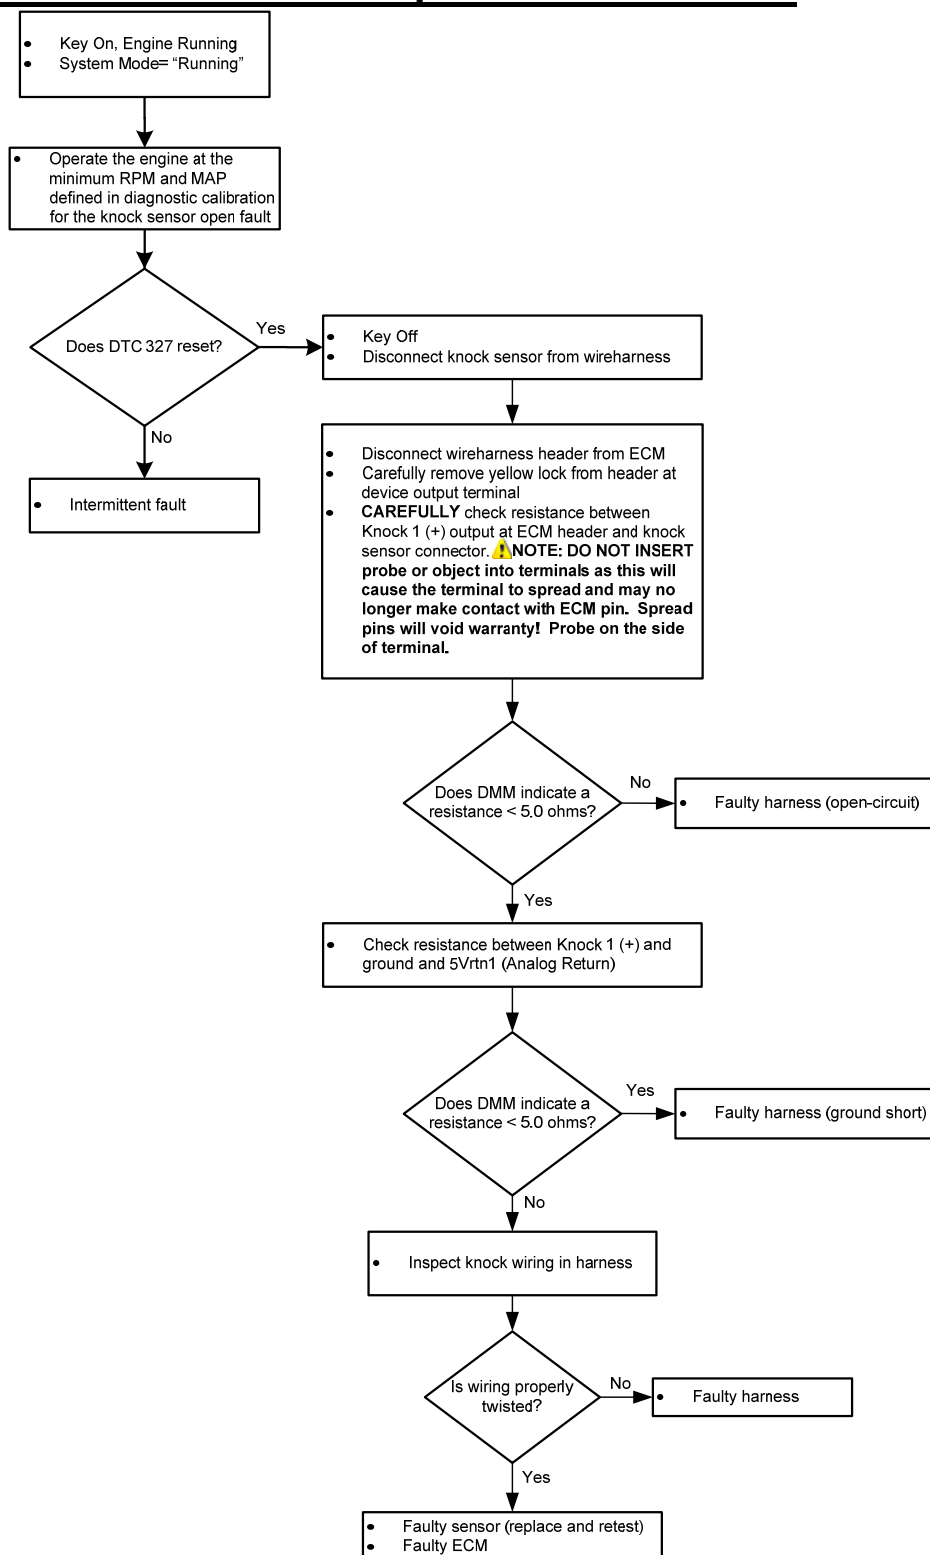 Key On, Engine Running
System Mode= “Running”
Operate the engine at the
minimum RPM and MAP
defined in diagnostic calibration
for the knock sensor open fault
Does DTC 327 reset?
Yes
No
Key Off
Disconnect knock sensor from wireharness
Intermittent fault
Disconnect wireharness header from ECM
Carefully remove yellow lock from header at
device output terminal
CAREFULLY check resistance between
Knock 1 (+) output at ECM header and knock
sensor connector. NOTE: DO NOT INSERT
probe or object into terminals as this will
cause the terminal to spread and may no
longer make contact with ECM pin. Spread
pins will void warranty! Probe on the side
of terminal.
Does DMM indicate a
resistance < 5.0 ohms?
No
Faulty harness (open-circuit)
Yes
Check resistance between Knock 1 (+) and
ground and 5Vrtn1 (Analog Return)
Does DMM indicate a
resistance < 5.0 ohms?
Yes
Faulty harness (ground short)
No
Inspect knock wiring in harness
Is wiring properly
twisted?
No
Faulty harness
Yes
Faulty sensor (replace and retest)
Faulty ECM